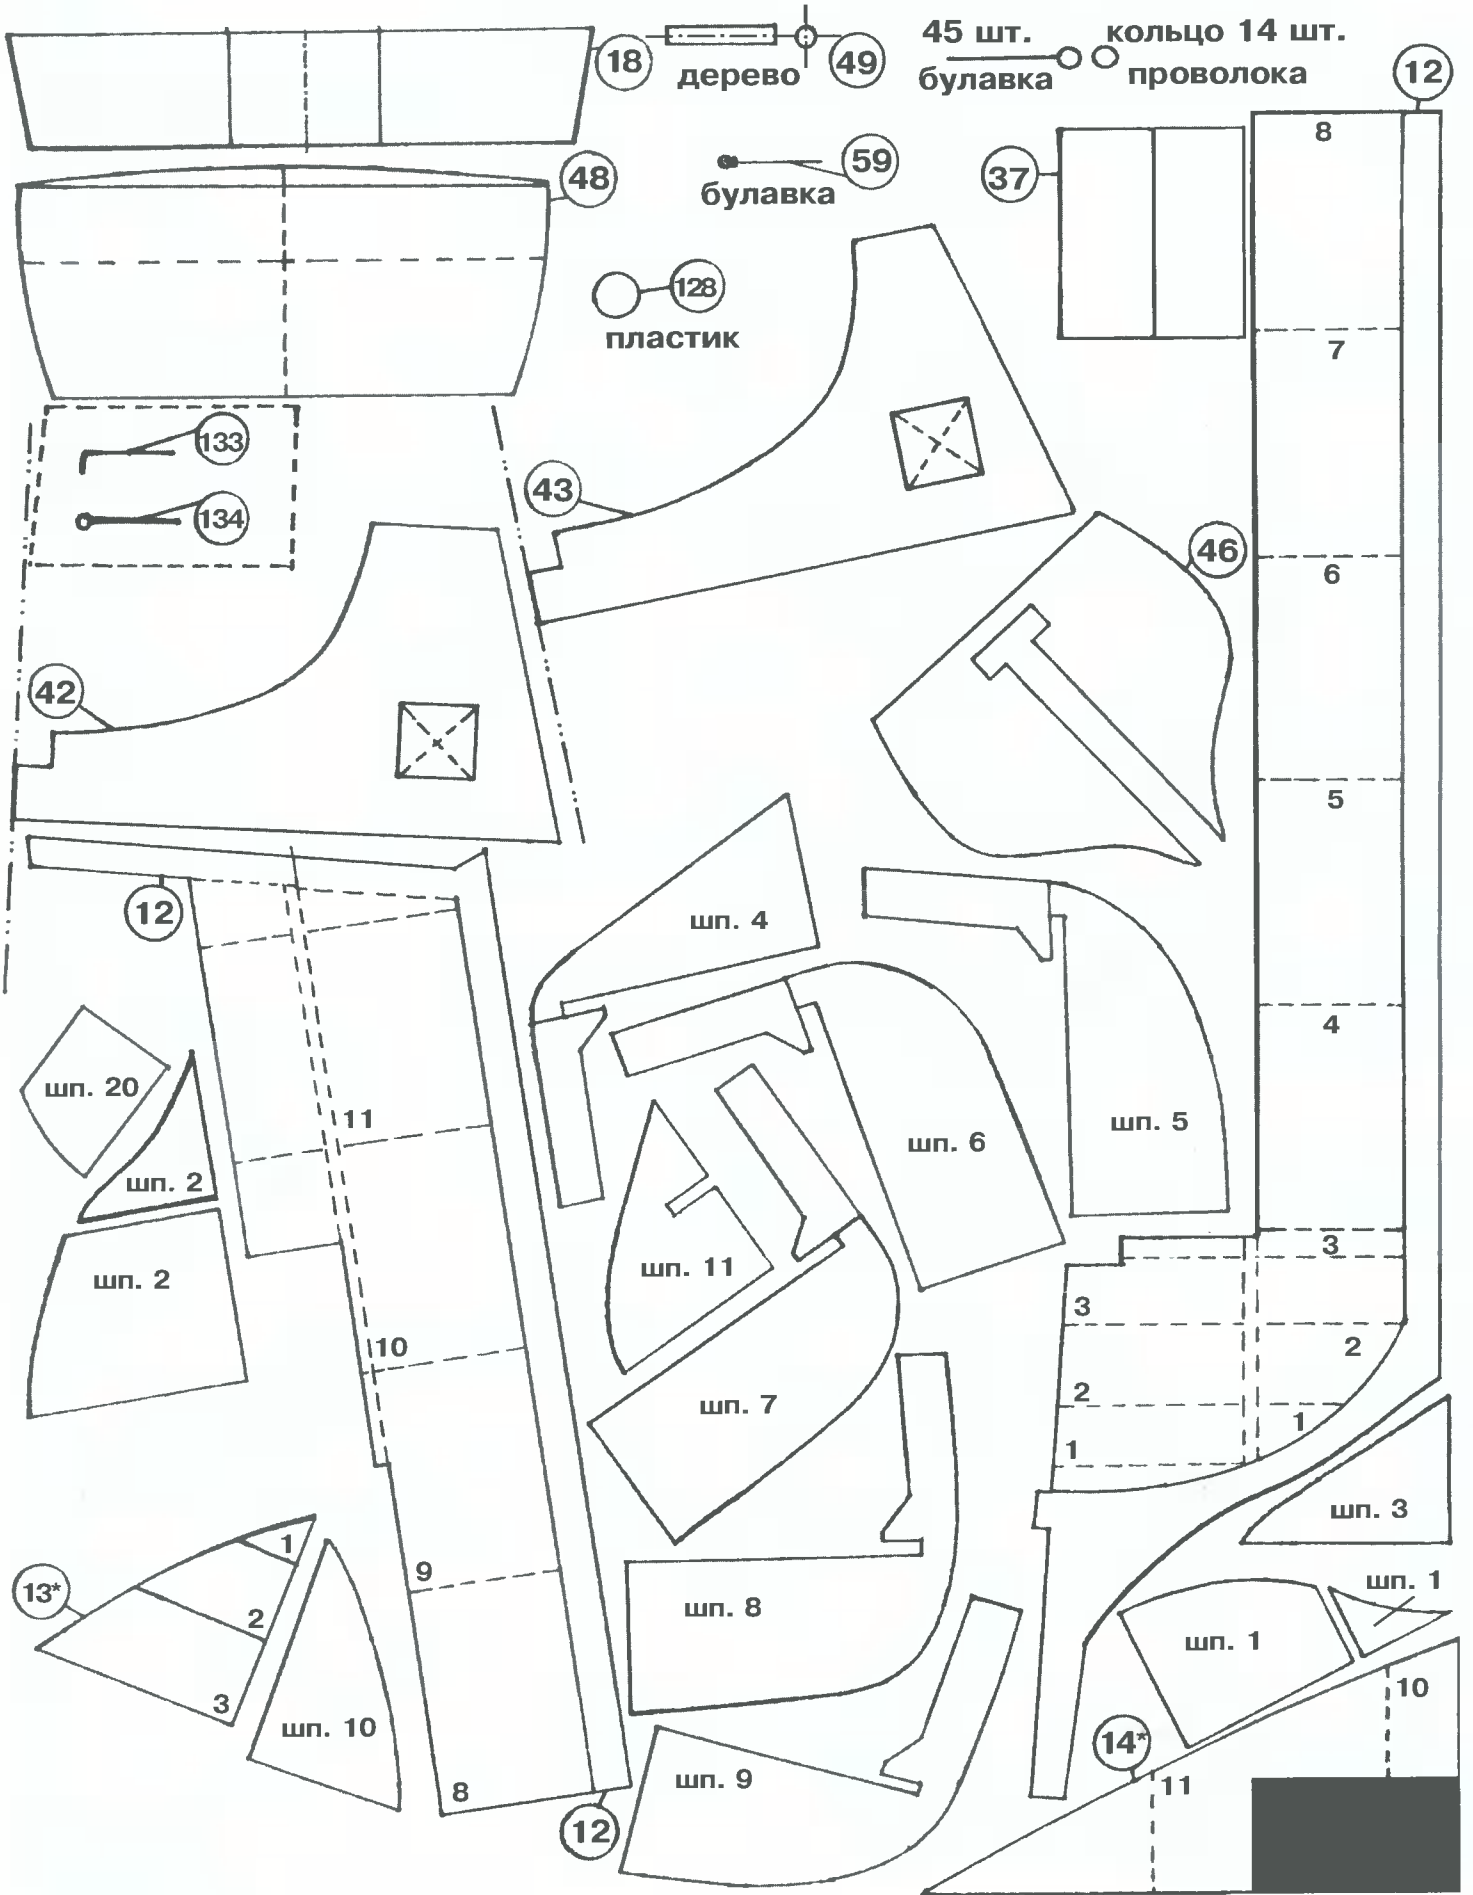 18
дерево
49
45 шт.
булавка
кольцо 14 шт.
проволока
12
48
59
булавка
37
8
128
пластик
7
133
134
43
46
6
42
5
12
шп. 4
4
шп. 20
шп. 2
11
шп. 6
шп. 5
шп. 2
шп. 11
3
3
10
2
шп. 7
2
1
1
шп. 3
1
13*
2
3
9
шп. 10
шп. 8
шп. 1
шп. 1
10
14*
11
8
шп. 9
12